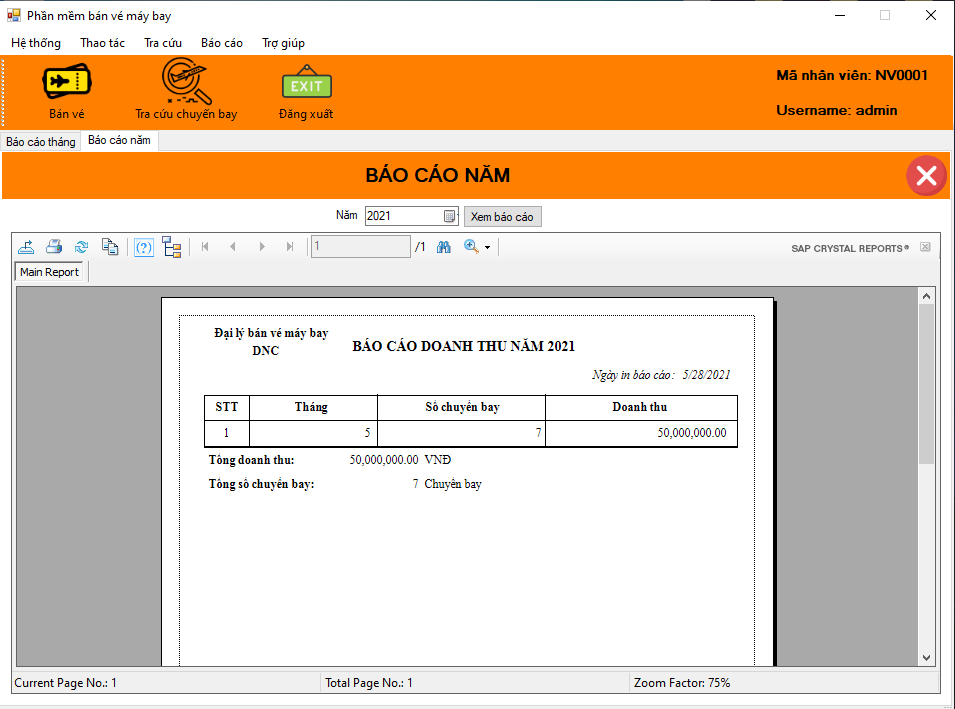 Phần mềm bán vé máy bay
Hệ thống Thao tác Tra cứu Báo cáo Trợ giúp
EXIT
Bán vé Tra cứu chuyến bay Đăng xuất
Mã nhân viên: NV0001
Username: admin
Báo cáo tháng Báo cáo năm
BÁO CÁO NĂM
Năm 2021 Xem báo cáo
1 /1 SAP CRYSTAL REPORTS®
Main Report
Đại lý bán vé máy bay
DNC
BÁO CÁO DOANH THU NĂM 2021
Ngày in báo cáo: 5/28/2021
STT Tháng Số chuyến bay Doanh thu
1 5 7 50,000,000.00
Tổng doanh thu: 50,000,000.00 VNĐ
Tổng số chuyến bay: 7 Chuyến bay
Current Page No.: 1 Total Page No.: 1 Zoom Factor: 75%